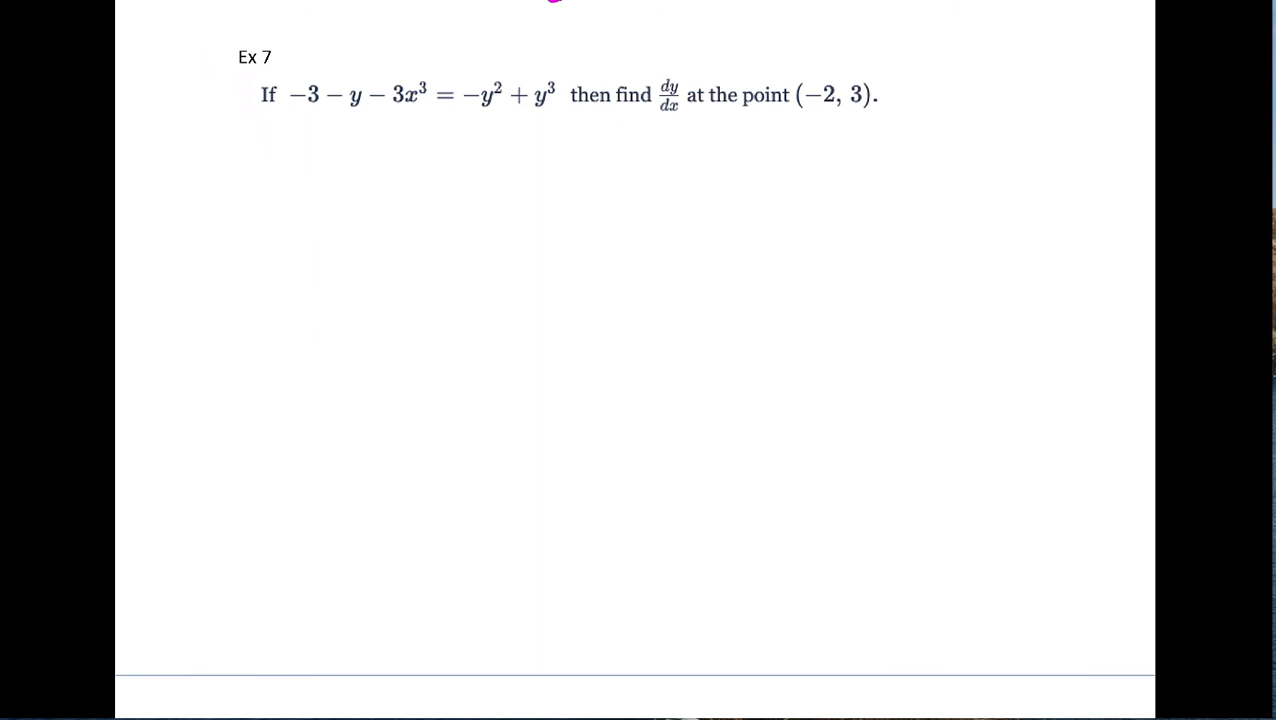 Ex 7
If −3 − y − 3x³ = −y² + y³ then find dy/dx at the point (−2, 3).